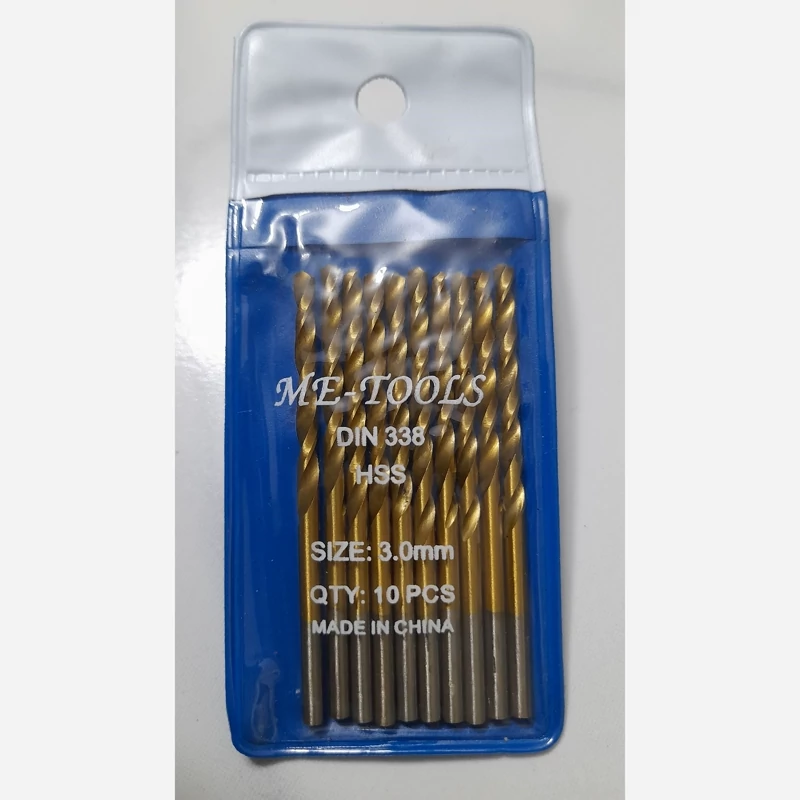 ME-TOOLS
DIN 338
HSS
SIZE: 3.0mm
QTY: 10 PCS
MADE IN CHINA